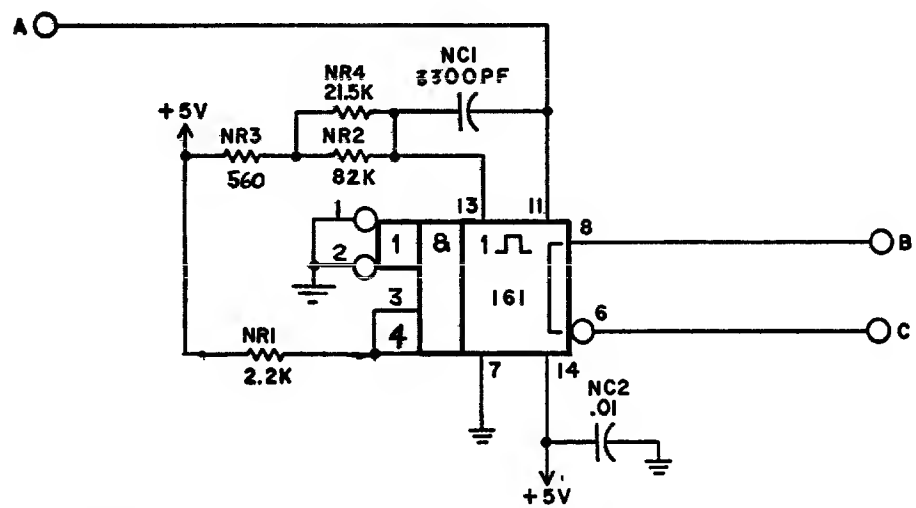 A
NC1
3300PF
NR4
21.5K
+5V
NR3
NR2
560
82K
13
11
1
8
B
2
1
&
1
161
3
6
C
4
NR1
2.2K
7
14
NC2
.01
+5V